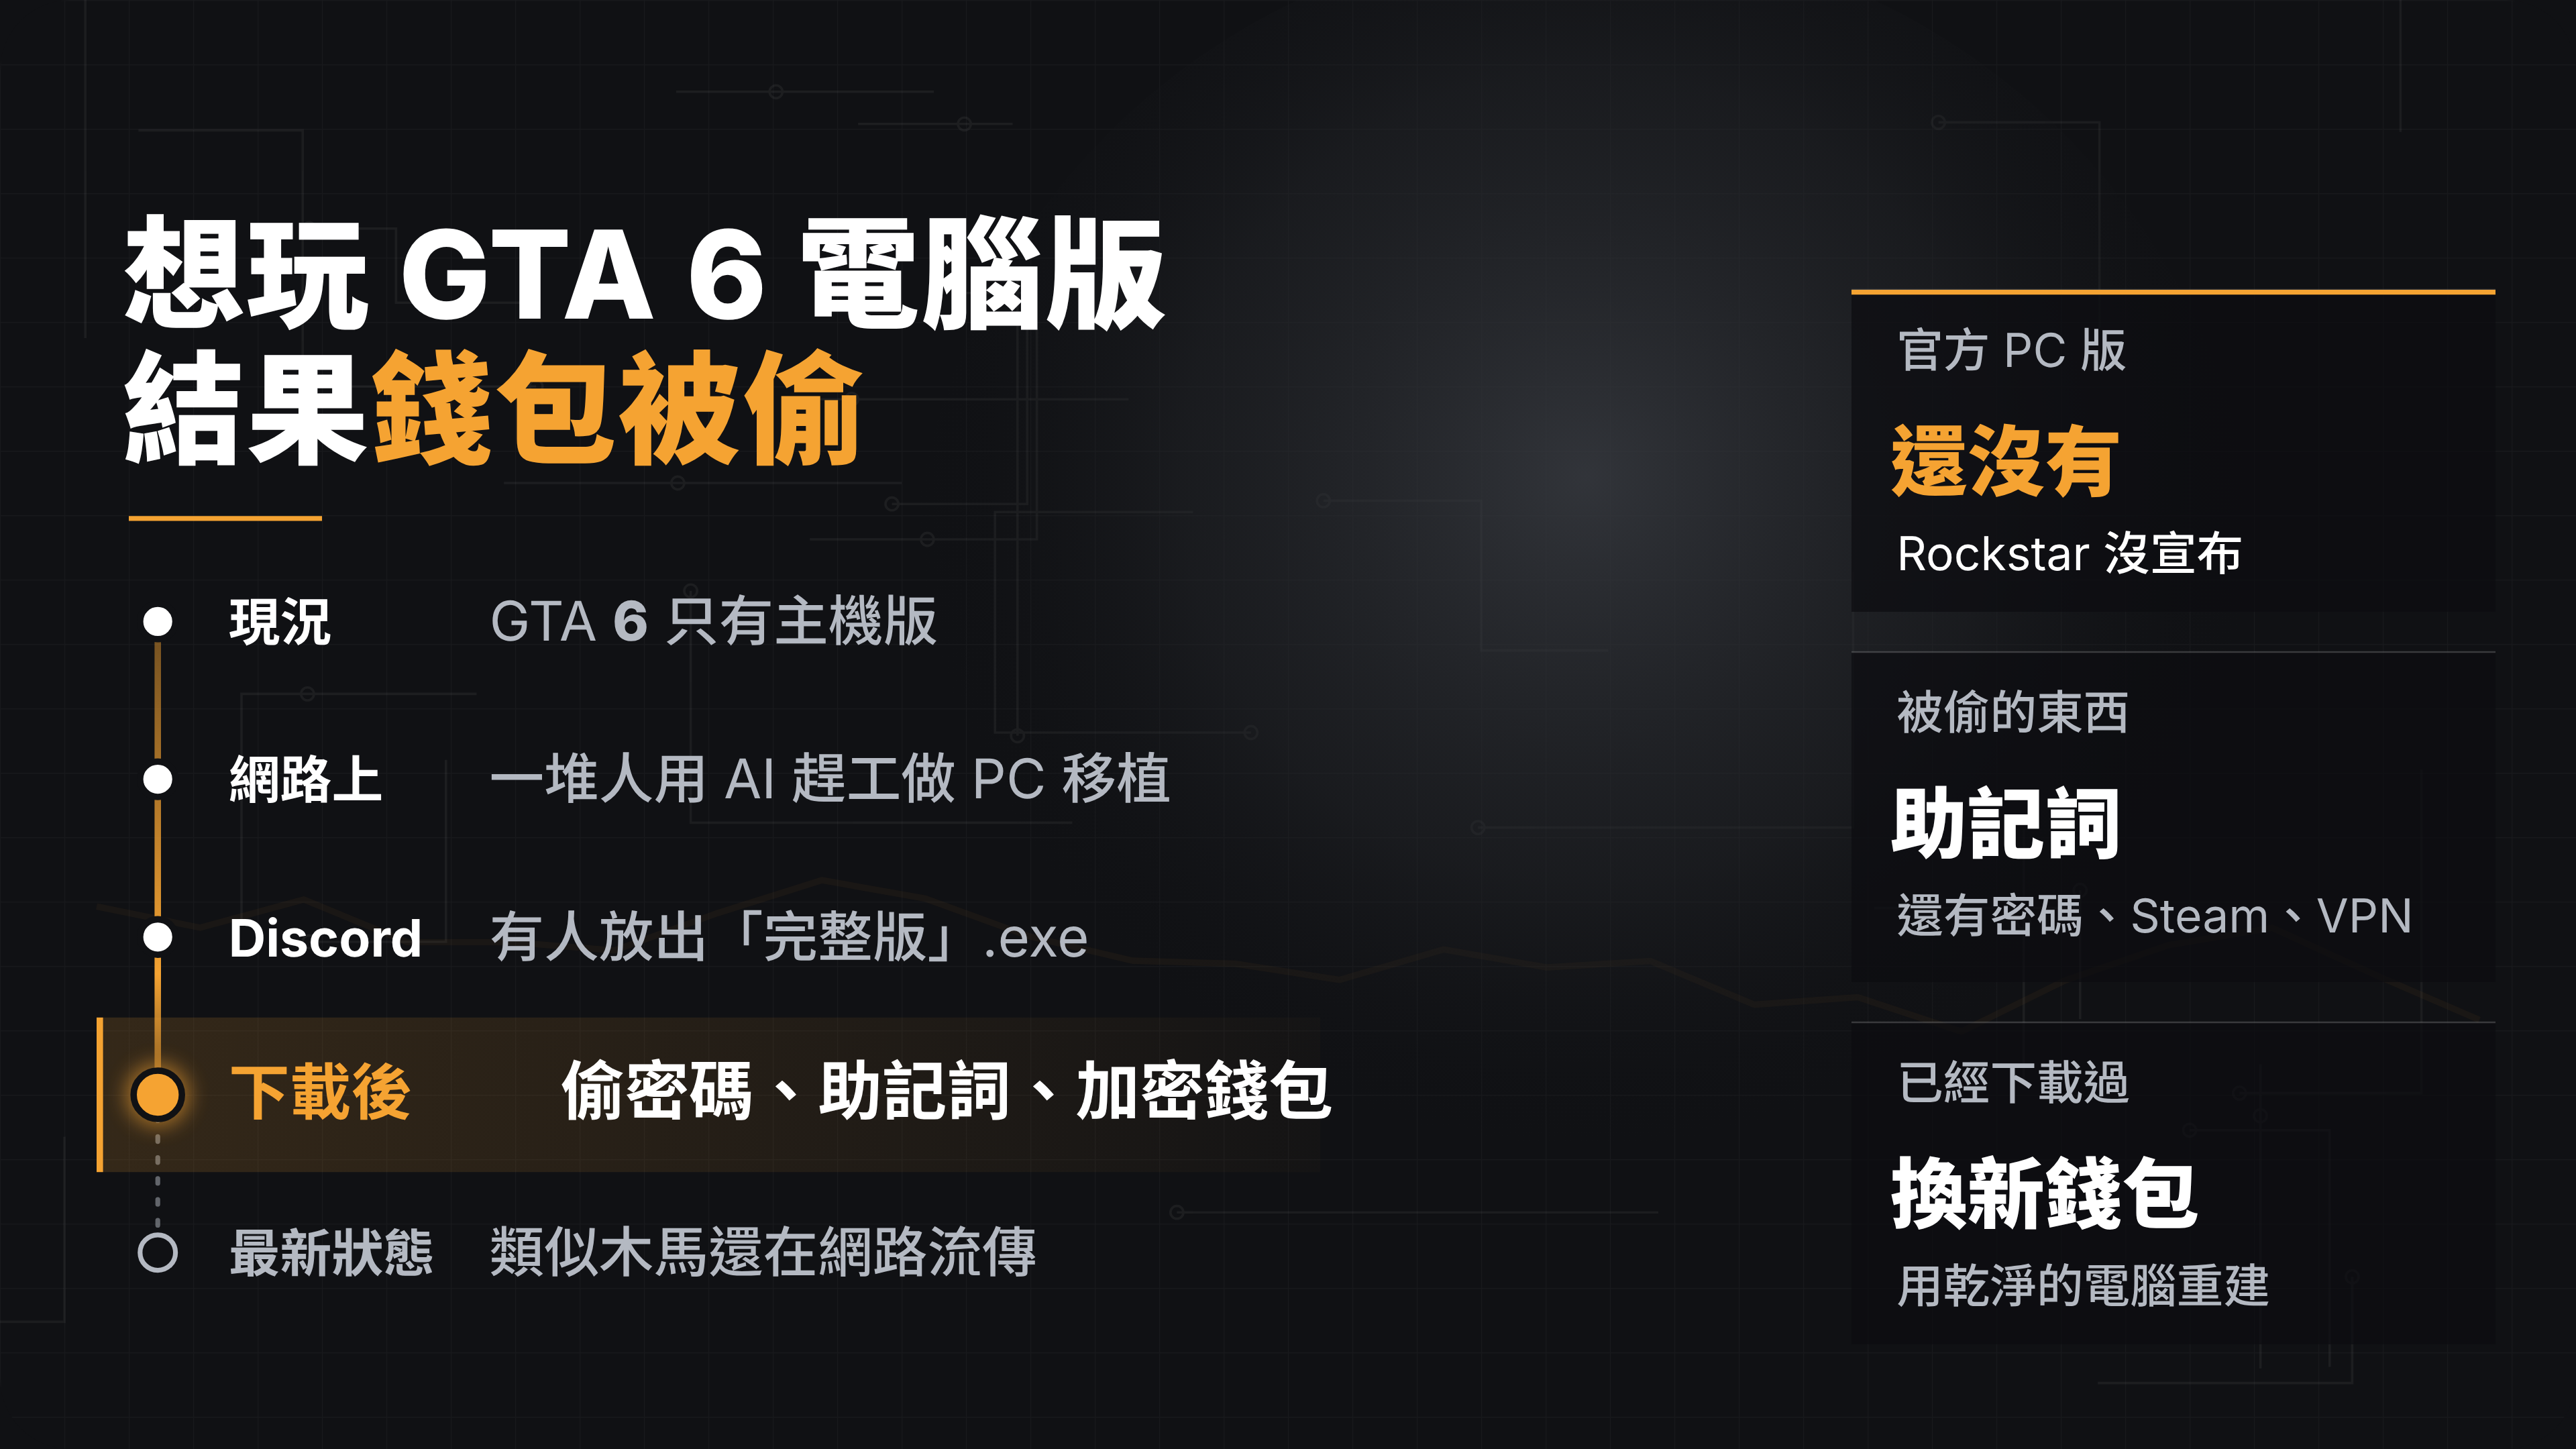 想玩 GTA 6 電腦版
結果錢包被偷
現況 GTA 6 只有主機版
網路上 一堆人用 AI 趕工做 PC 移植
Discord 有人放出「完整版」.exe
下載後 偷密碼、助記詞、加密錢包
最新狀態 類似木馬還在網路流傳
官方 PC 版
還沒有
Rockstar 沒宣布
被偷的東西
助記詞
還有密碼、Steam、VPN
已經下載過
換新錢包
用乾淨的電腦重建